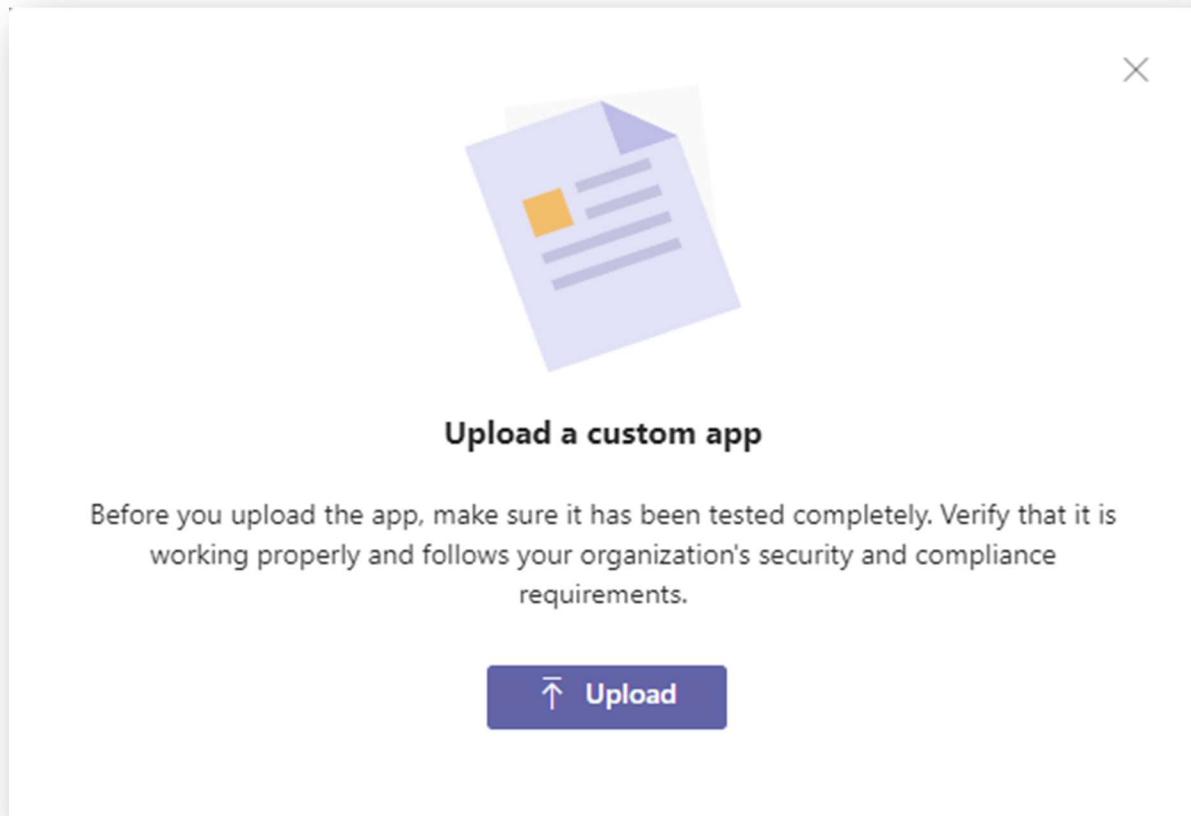 Upload a custom app
Before you upload the app, make sure it has been tested completely. Verify that it is
working properly and follows your organization's security and compliance
requirements.
Upload